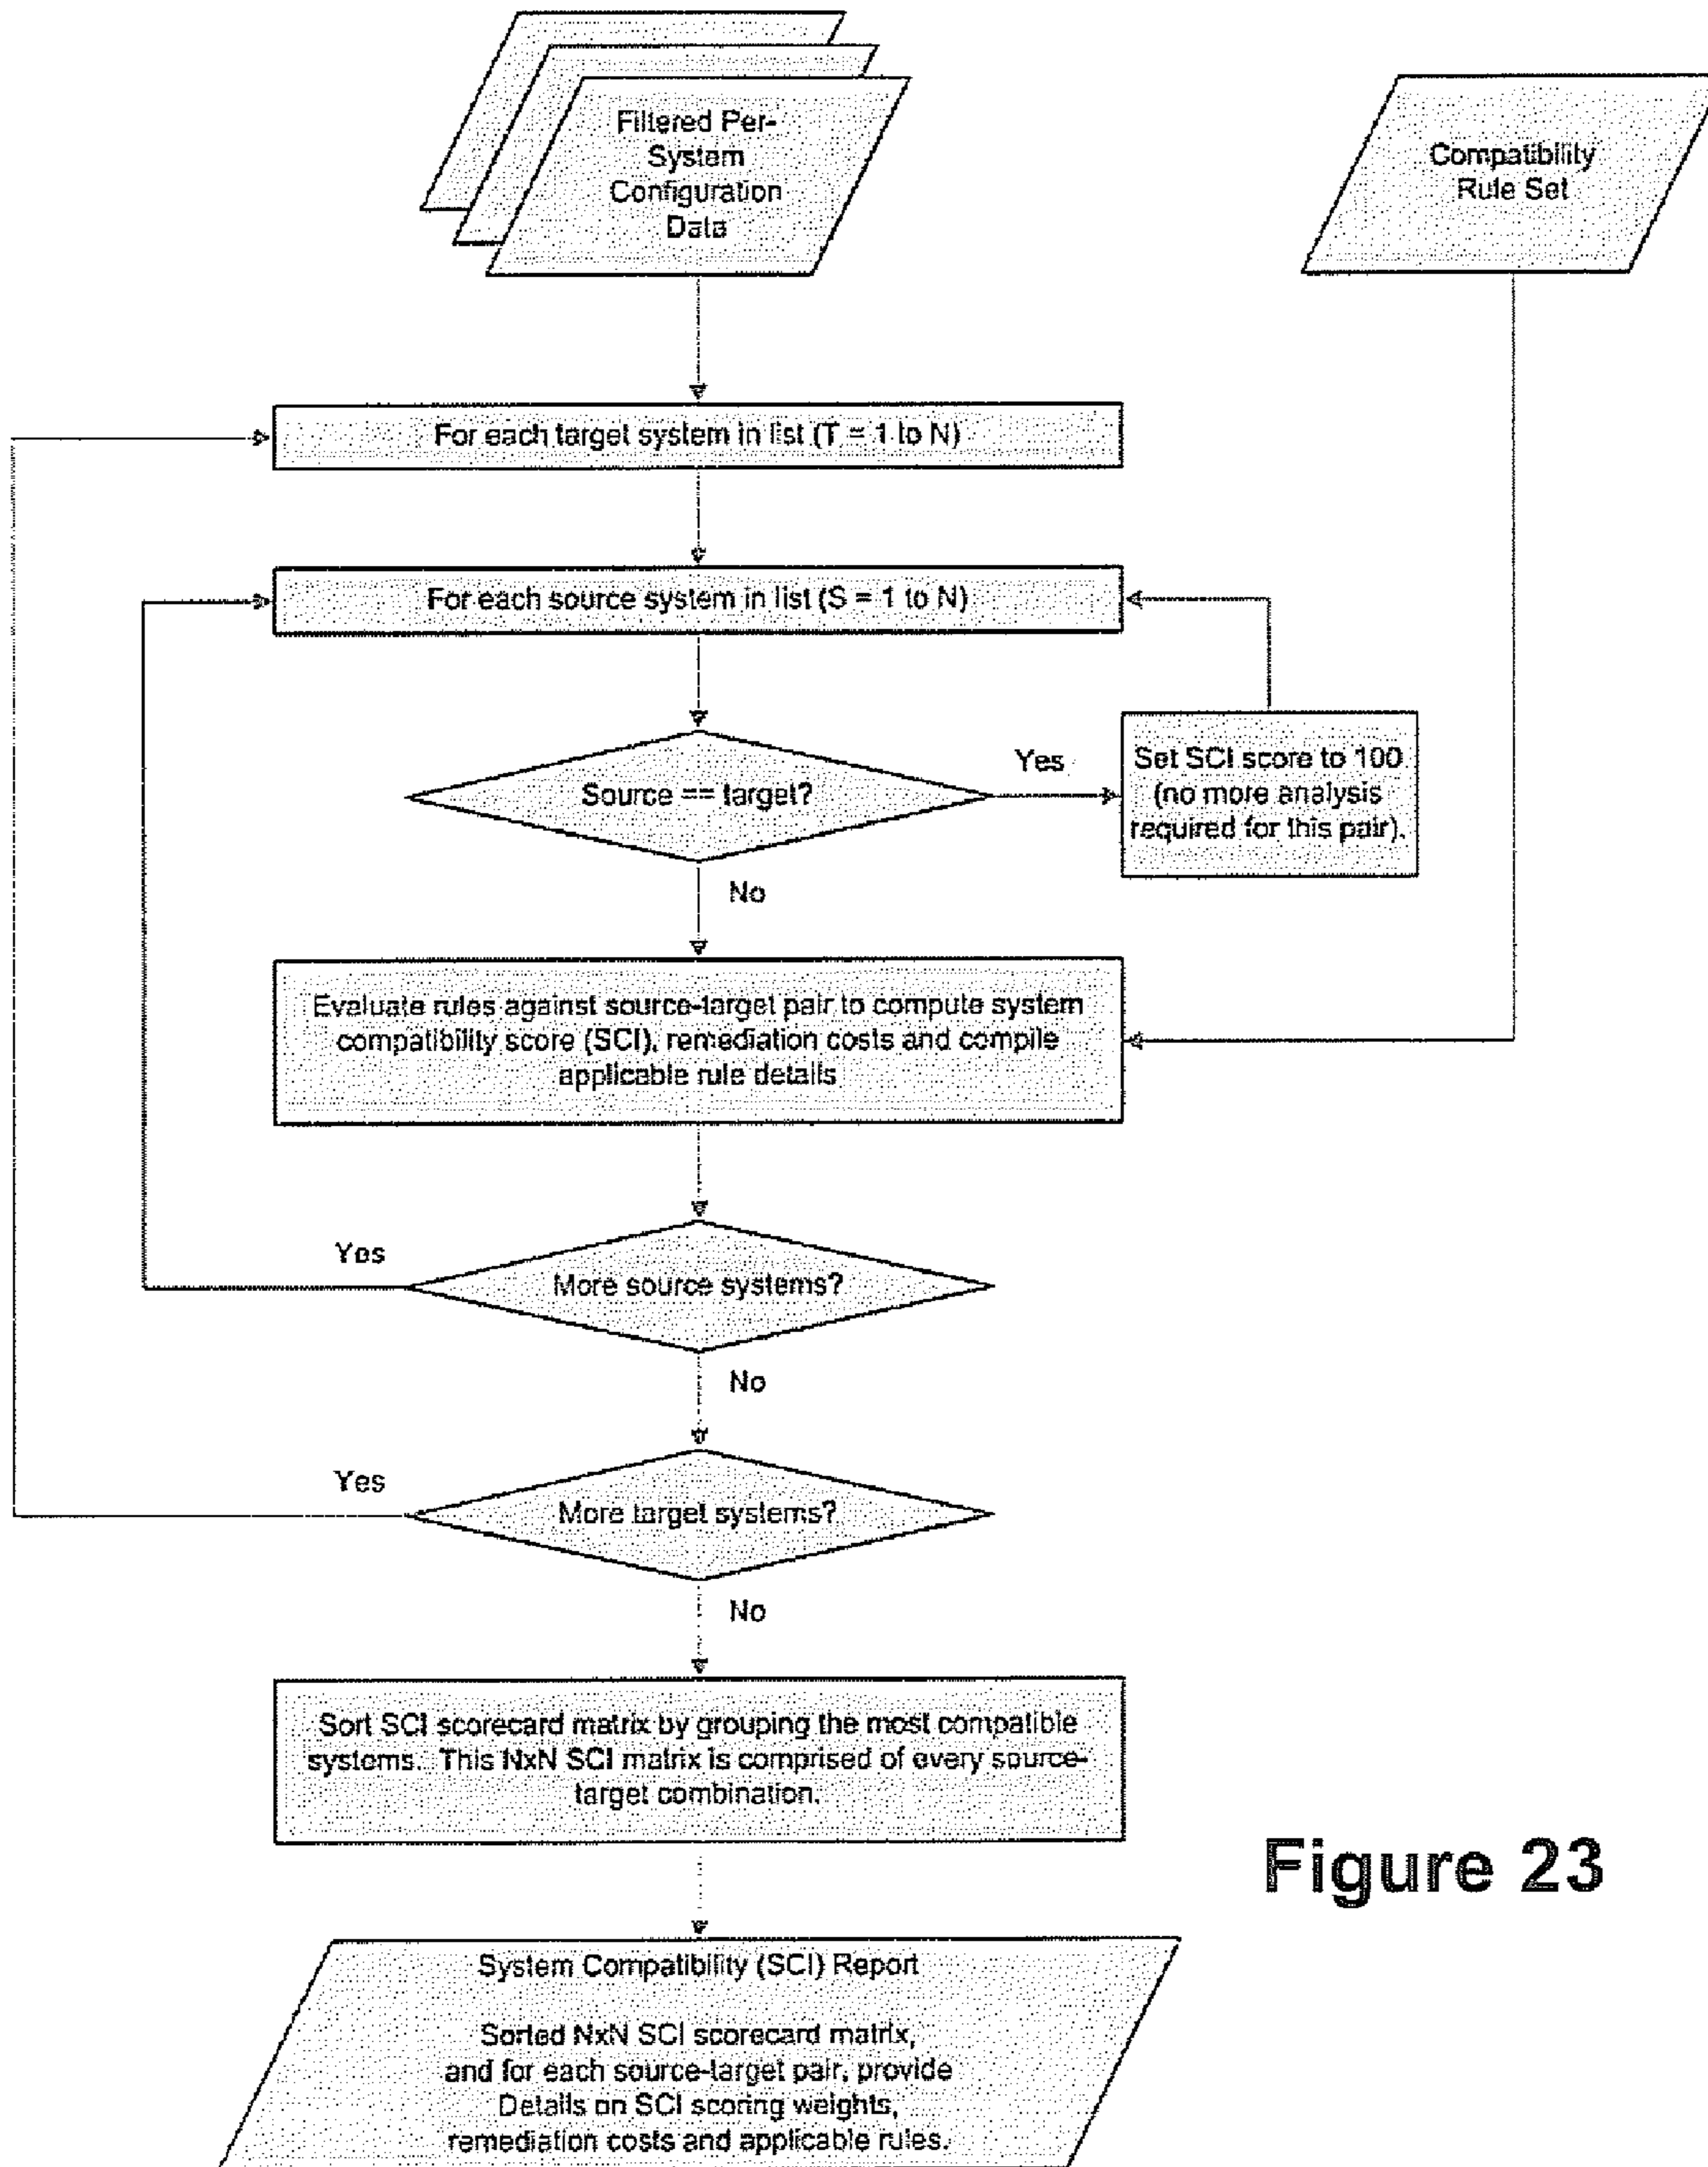 Filtered Per-
System
Configuration
Data
Compatibility
Rule Set
For each target system in list (T = 1 to N)
For each source system in list (S = 1 to N)
Source == target?
Yes
Set SCI score to 100
(no more analysis
required for this pair).
No
Evaluate rules against source-target pair to compute system
compatibility score (SCI), remediation costs and compile
applicable rule details
Yes
More source systems?
No
Yes
More target systems?
No
Sort SCI scorecard matrix by grouping the most compatible
systems. This NxN SCI matrix is comprised of every source-
target combination.
Figure 23
System Compatibility (SCI) Report
Sorted NxN SCI scorecard matrix,
and for each source-target pair, provide
Details on SCI scoring weights,
remediation costs and applicable rules.